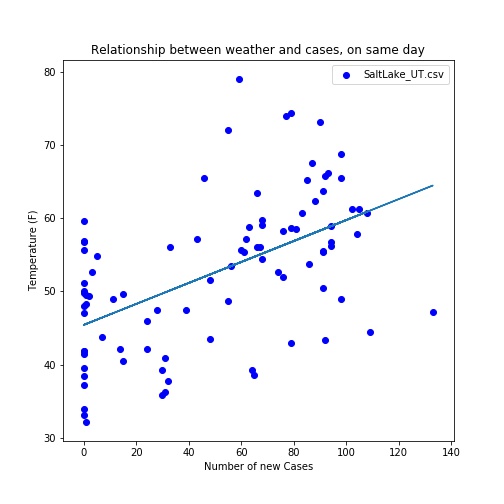 Relationship between weather and cases, on same day
SaltLake_UT.csv
Temperature (F)
80
70
60
50
40
30
0 20 40 60 80 100 120 140
Number of new Cases